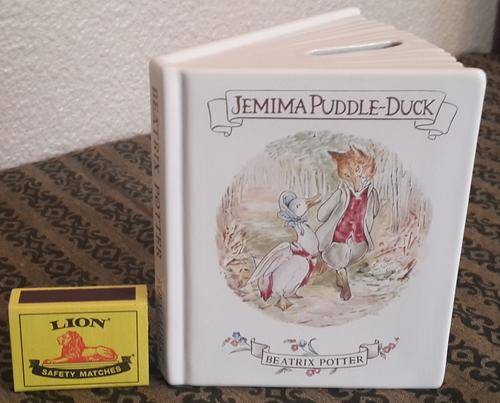 JEMIMA PUDDLE-DUCK
BEATRIX POTTER
BEATRIX POTTER
LION
SAFETY MATCHES